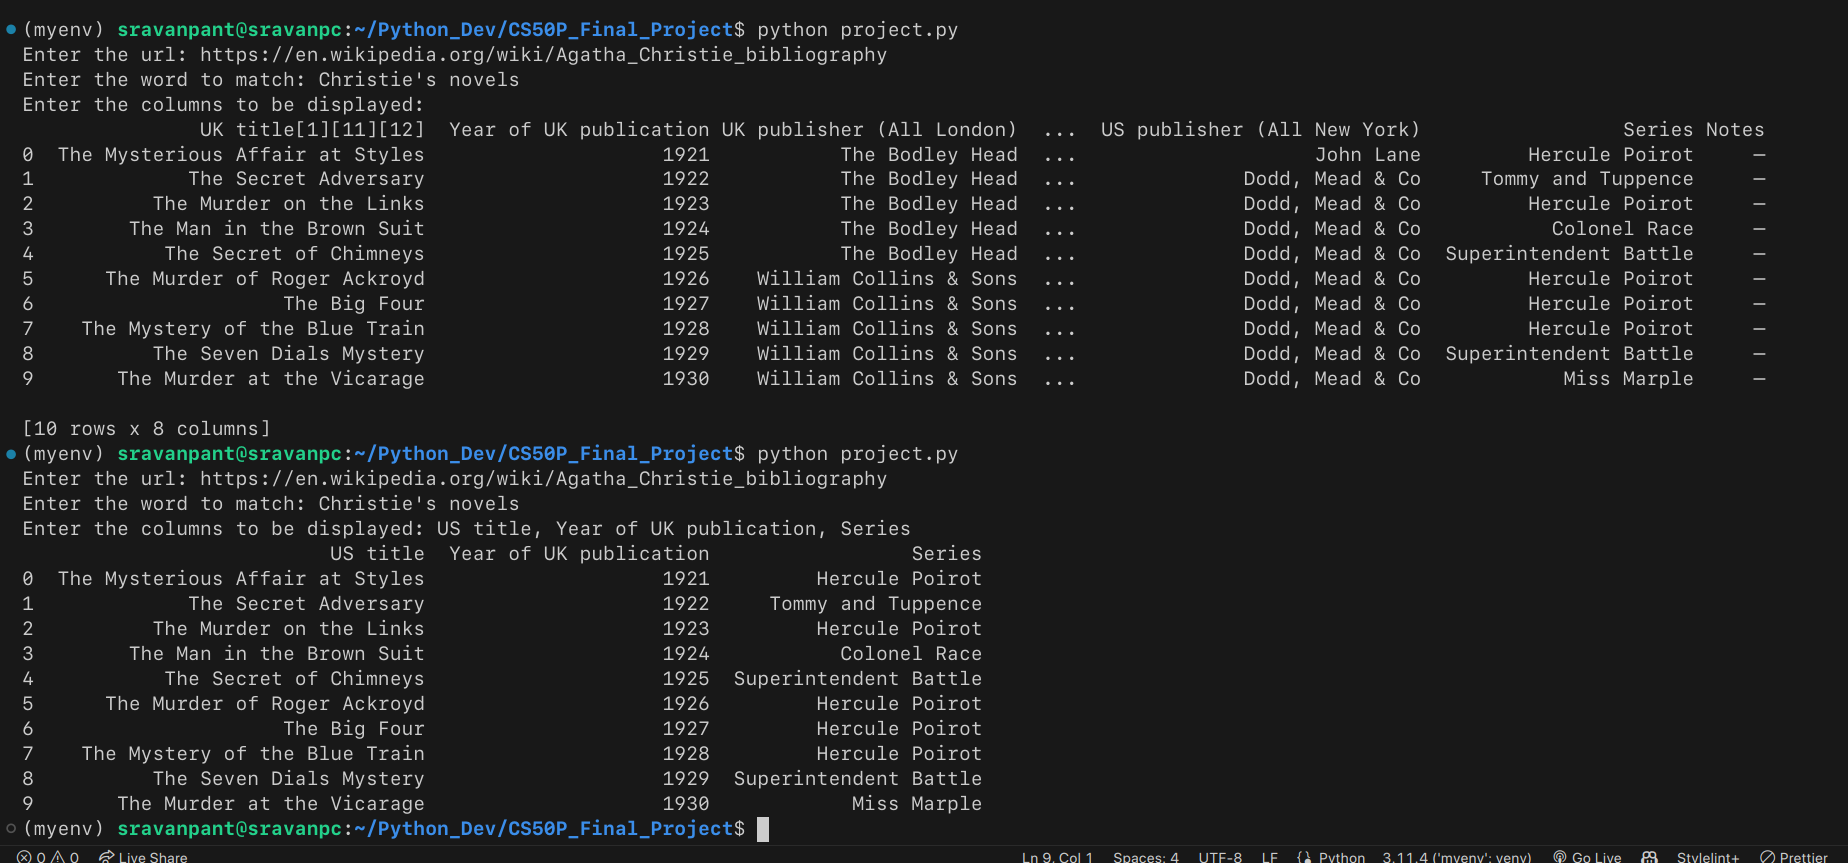 (myenv) sravanpant@sravanpc:~/Python_Dev/CS50P_Final_Project$ python project.py
Enter the url: https://en.wikipedia.org/wiki/Agatha_Christie_bibliography
Enter the word to match: Christie's novels
Enter the columns to be displayed:
UK title[1][11][12] Year of UK publication UK publisher (All London) ... US publisher (All New York) Series Notes
0 The Mysterious Affair at Styles 1921 The Bodley Head ... John Lane Hercule Poirot —
1 The Secret Adversary 1922 The Bodley Head ... Dodd, Mead & Co Tommy and Tuppence —
2 The Murder on the Links 1923 The Bodley Head ... Dodd, Mead & Co Hercule Poirot —
3 The Man in the Brown Suit 1924 The Bodley Head ... Dodd, Mead & Co Colonel Race —
4 The Secret of Chimneys 1925 The Bodley Head ... Dodd, Mead & Co Superintendent Battle —
5 The Murder of Roger Ackroyd 1926 William Collins & Sons ... Dodd, Mead & Co Hercule Poirot —
6 The Big Four 1927 William Collins & Sons ... Dodd, Mead & Co Hercule Poirot —
7 The Mystery of the Blue Train 1928 William Collins & Sons ... Dodd, Mead & Co Hercule Poirot —
8 The Seven Dials Mystery 1929 William Collins & Sons ... Dodd, Mead & Co Superintendent Battle —
9 The Murder at the Vicarage 1930 William Collins & Sons ... Dodd, Mead & Co Miss Marple —
[10 rows x 8 columns]
(myenv) sravanpant@sravanpc:~/Python_Dev/CS50P_Final_Project$ python project.py
Enter the url: https://en.wikipedia.org/wiki/Agatha_Christie_bibliography
Enter the word to match: Christie's novels
Enter the columns to be displayed: US title, Year of UK publication, Series
US title Year of UK publication Series
0 The Mysterious Affair at Styles 1921 Hercule Poirot
1 The Secret Adversary 1922 Tommy and Tuppence
2 The Murder on the Links 1923 Hercule Poirot
3 The Man in the Brown Suit 1924 Colonel Race
4 The Secret of Chimneys 1925 Superintendent Battle
5 The Murder of Roger Ackroyd 1926 Hercule Poirot
6 The Big Four 1927 Hercule Poirot
7 The Mystery of the Blue Train 1928 Hercule Poirot
8 The Seven Dials Mystery 1929 Superintendent Battle
9 The Murder at the Vicarage 1930 Miss Marple
(myenv) sravanpant@sravanpc:~/Python_Dev/CS50P_Final_Project$
0 0 Live Share Ln 9, Col 1 Spaces: 4 UTF-8 LF Python 3.11.4 ('myenv': venv) Go Live Stylelint+ Prettier